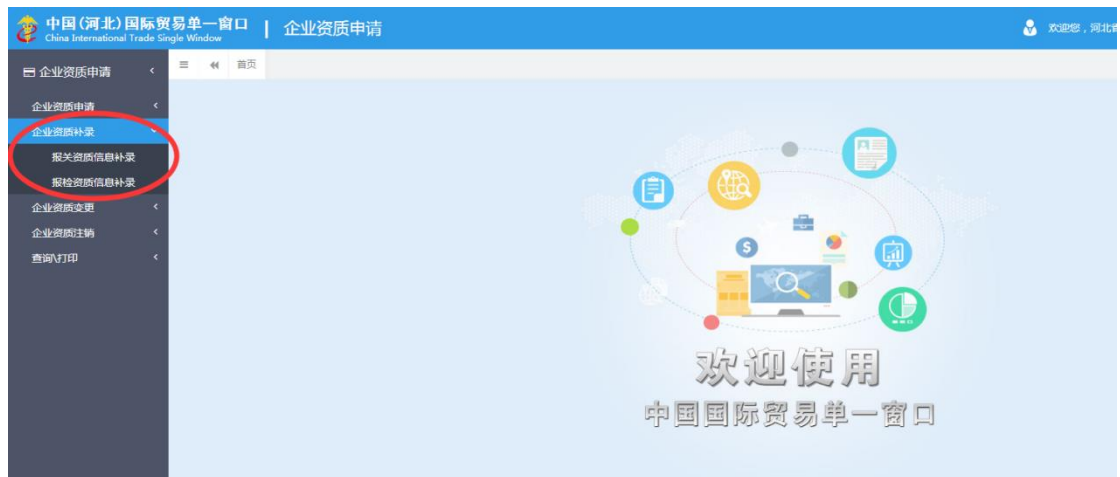 中国(河北)国际贸易单一窗口 | 企业资质申请
China International Trade Single Window
欢迎您，河北省
企业资质申请
首页
企业资质申请
企业资质补录
报关资质信息补录
报检资质信息补录
企业资质变更
企业资质注销
查询\打印
欢迎使用
中国国际贸易单一窗口